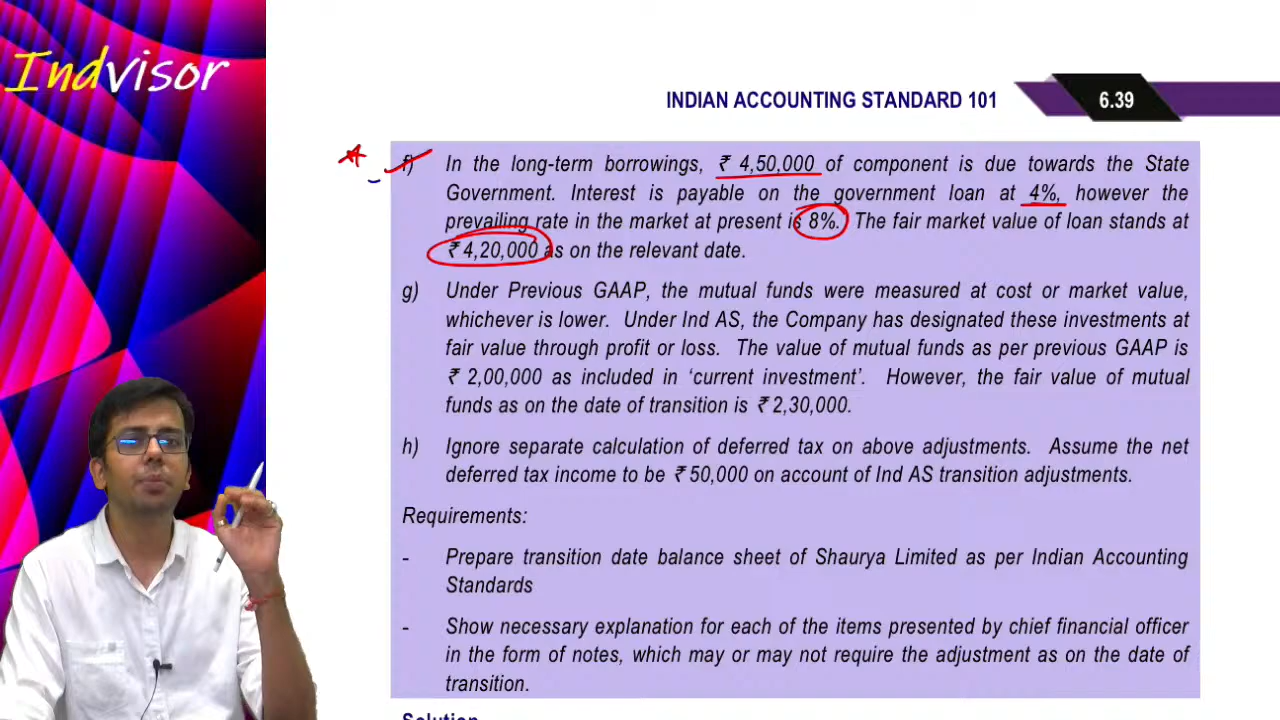 Indvisor
INDIAN ACCOUNTING STANDARD 101
6.39
f) In the long-term borrowings, ₹ 4,50,000 of component is due towards the State
Government. Interest is payable on the government loan at 4%, however the
prevailing rate in the market at present is 8%. The fair market value of loan stands at
₹ 4,20,000 as on the relevant date.
g) Under Previous GAAP, the mutual funds were measured at cost or market value,
whichever is lower. Under Ind AS, the Company has designated these investments at
fair value through profit or loss. The value of mutual funds as per previous GAAP is
₹ 2,00,000 as included in ‘current investment’. However, the fair value of mutual
funds as on the date of transition is ₹ 2,30,000.
h) Ignore separate calculation of deferred tax on above adjustments. Assume the net
deferred tax income to be ₹ 50,000 on account of Ind AS transition adjustments.
Requirements:
- Prepare transition date balance sheet of Shaurya Limited as per Indian Accounting
Standards
- Show necessary explanation for each of the items presented by chief financial officer
in the form of notes, which may or may not require the adjustment as on the date of
transition.
Solution